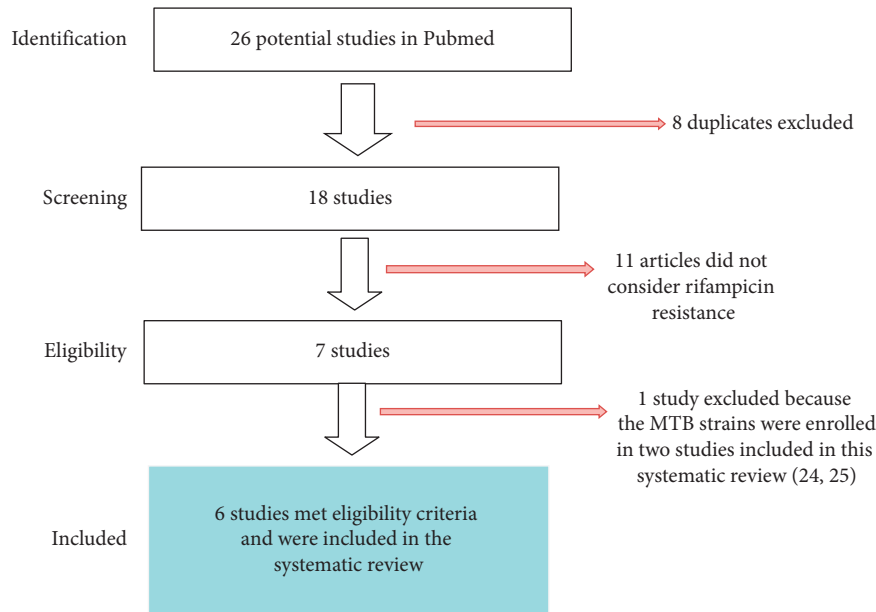 Identification
26 potential studies in Pubmed
8 duplicates excluded
Screening
18 studies
11 articles did not
consider rifampicin
resistance
Eligibility
7 studies
1 study excluded because
the MTB strains were enrolled
in two studies included in this
systematic review (24, 25)
Included
6 studies met eligibility criteria
and were included in the
systematic review